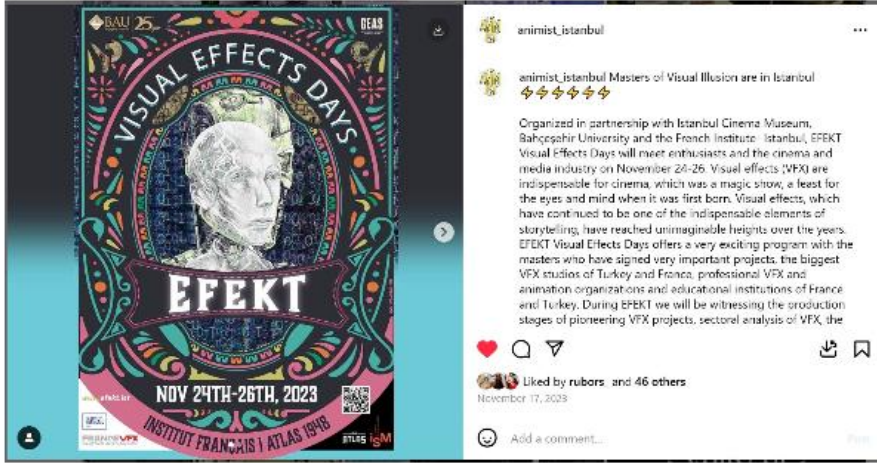 BAU 25
GEAS
VISUAL EFFECTS DAYS
EFEKT
NOV 24TH-26TH, 2023
INSTITUT FRANÇAIS | ATLAS 1948
FRANCEVFX
ATLAS
iSM
animist_istanbul
animist_istanbul Masters of Visual Illusion are in Istanbul
⚡⚡⚡⚡⚡⚡
Organized in partnership with Istanbul Cinema Museum,
Bahçeşehir University and the French Institute Istanbul, EFEKT
Visual Effects Days will meet enthusiasts and the cinema and
media industry on November 24-26. Visual effects (VFX) are
indispensable for cinema, which was a magic show, a feast for
the eyes and mind when it was first born. Visual effects, which
have continued to be one of the indispensable elements of
storytelling, have reached unimaginable heights over the years.
EFEKT Visual Effects Days offers a very exciting program with the
masters who have signed very important projects, the biggest
VFX studios of Turkey and France, professional VFX and
animation organizations and educational institutions of France
and Turkey. During EFEKT we will be witnessing the production
stages of pioneering VFX projects, sectoral analysis of VFX, the
Liked by rubors and 46 others
November 17, 2023
Add a comment...
Post